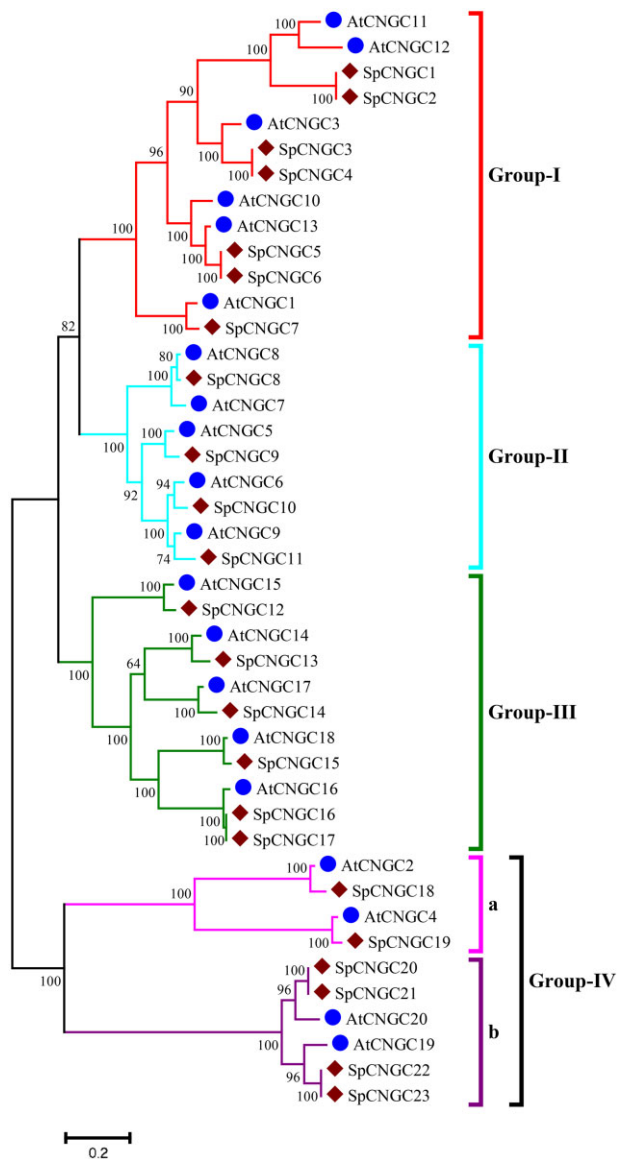 AtCNGC11
100
AtCNGC12
100
SpCNGC1
100
SpCNGC2
90
AtCNGC3
SpCNGC3
100
96
SpCNGC4
100
Group-I
AtCNGC10
AtCNGC13
100
SpCNGC5
100
SpCNGC6
100
100
AtCNGC1
SpCNGC7
100
82
AtCNGC8
80
SpCNGC8
100
AtCNGC7
AtCNGC5
100
100
SpCNGC9
Group-II
AtCNGC6
94
92
SpCNGC10
AtCNGC9
100
SpCNGC11
74
AtCNGC15
100
SpCNGC12
AtCNGC14
100
100
SpCNGC13
64
AtCNGC17
SpCNGC14
100
Group-III
100
AtCNGC18
100
SpCNGC15
100
AtCNGC16
SpCNGC16
100
SpCNGC17
100
AtCNGC2
100
SpCNGC18
100
a
AtCNGC4
SpCNGC19
100
SpCNGC20
100
100
Group-IV
SpCNGC21
96
AtCNGC20
b
100
AtCNGC19
SpCNGC22
96
SpCNGC23
100
0.2